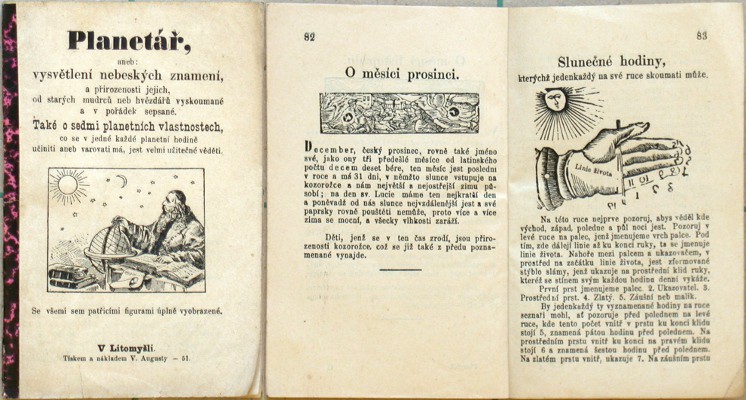 Planetář,
aneb:
vysvětlení nebeských znamení,
a přirozeností jejich,
od starých mudrců neb hvězdářů vyskoumané
a v pořádek sepsané.
Také o sedmi planetních vlastnostech,
co se v jedné každé planetní hodině
učiniti aneb varovati má, jest velmi užitečné věděti.
Se všemi sem patřícími figurami úplně vyobrazené.
V Litomyšli.
Tiskem a nákladem V. Augusty — 51.
82
O měsíci prosinci.
December, český prosinec, rovně také jméno
své, jako ony tři předešlé měsíce od latinského
počtu decem deset béře, ten měsíc jest poslední
v roce a má 31 dní, v němžto slunce vstupuje na
kozorožce a nám největší a nejostřejší zimu pů-
sobí; na den sv. Lucie máme ten nejkratší den
a poněvádž od nás slunce nejvzdálenější jest a své
paprsky rovně pouštěti nemůže, proto více a více
zima se mocní, a všecky vlhkosti zaráží.
Děti, jenž se v ten čas zrodí, jsou přiro-
zenosti kozorožce, což se již také z předu pozna-
menané vynajde.
83
Slunečné hodiny,
kterýchž jedenkaždý na své ruce skoumati může.
Linie života
Na této ruce nejprve pozoruj, abys věděl kde
východ, západ, poledne a půl noci jest. Pozoruj v
levé ruce na palec, jenž jmenujeme vrch palce. Pod
tím, zde dáleji linie až ku konci ruky, ta se jmenuje
linie života. Nahoře mezi palcem a ukazovčem, v
prostřed na začátku linie života, jest zformované
stýblo slámy, jenž ukazuje na prostřední klid ruky,
kteréž se stínem svým každou hodinu denní vykáže.
První prst jmenujeme palec. 2. Ukazovatel. 3.
Prostřední prst. 4. Zlatý. 5. Zaušní neb malík.
By jedenkaždý ty vyznamenané hodiny na ruce
seznati mohl, ať pozoruje před polednem na levé
ruce, kde tento počet vnitř v prstu ku konci klidu
stojí 5, znamená pátou hodinu před polednem. Na
prostředním prstu vnitř ku konci na pravém klidu
stojí 6 a znamená šestou hodinu před polednem.
Na zlatém prstu vnitř, ukazuje 7. Na zaušním prstu